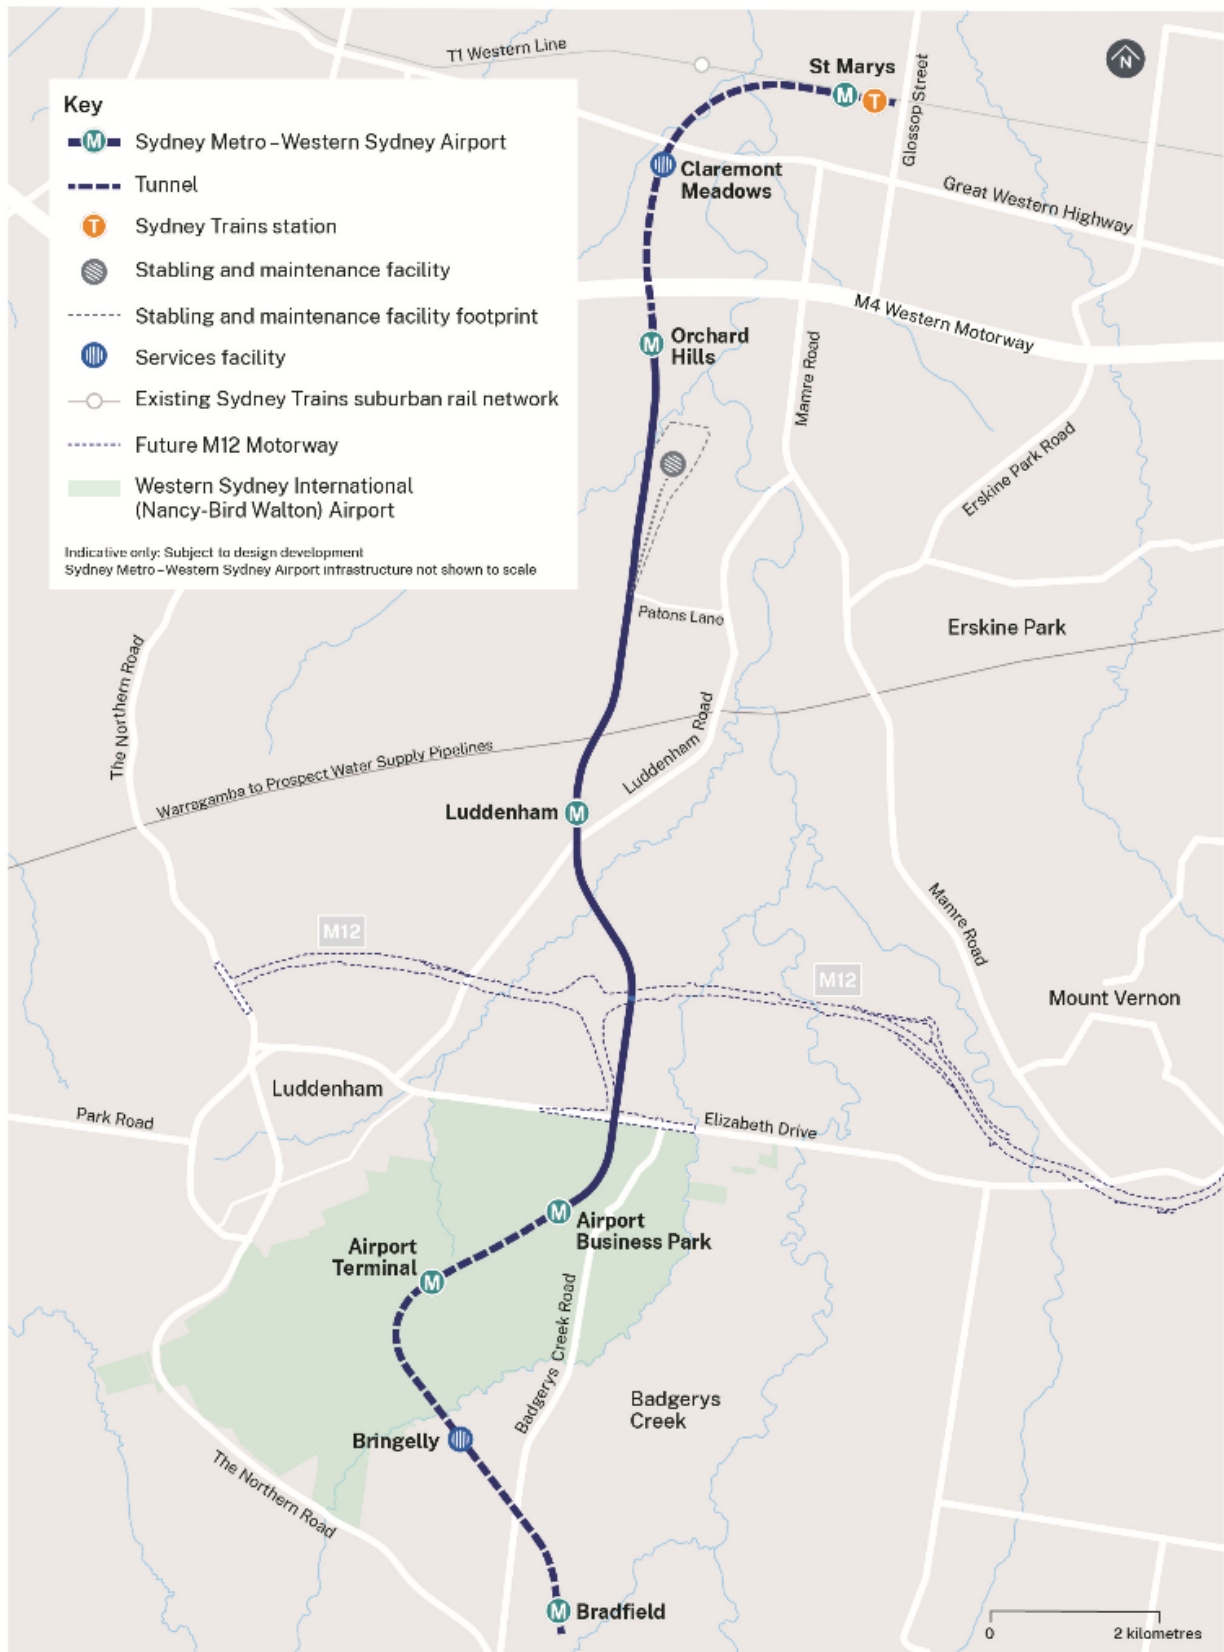 T1 Western Line
St Marys
N
M
T
Glossop Street
Key
M Sydney Metro – Western Sydney Airport
Tunnel
T Sydney Trains station
Stabling and maintenance facility
Stabling and maintenance facility footprint
Services facility
Existing Sydney Trains suburban rail network
Future M12 Motorway
Western Sydney International
(Nancy-Bird Walton) Airport
Indicative only: Subject to design development
Sydney Metro – Western Sydney Airport infrastructure not shown to scale
Claremont
Meadows
Great Western Highway
M4 Western Motorway
M
Orchard
Hills
Mamre Road
Erskine Park Road
Patons Lane
Erskine Park
The Northern Road
Luddenham Road
Warragamba to Prospect Water Supply Pipelines
Luddenham
M
Mamre Road
M12
M12
Mount Vernon
Luddenham
Park Road
Elizabeth Drive
M
Airport
Business Park
Airport
Terminal
M
Badgerys Creek Road
Badgerys
Creek
Bringelly
The Northern Road
M
Bradfield
0
2 kilometres